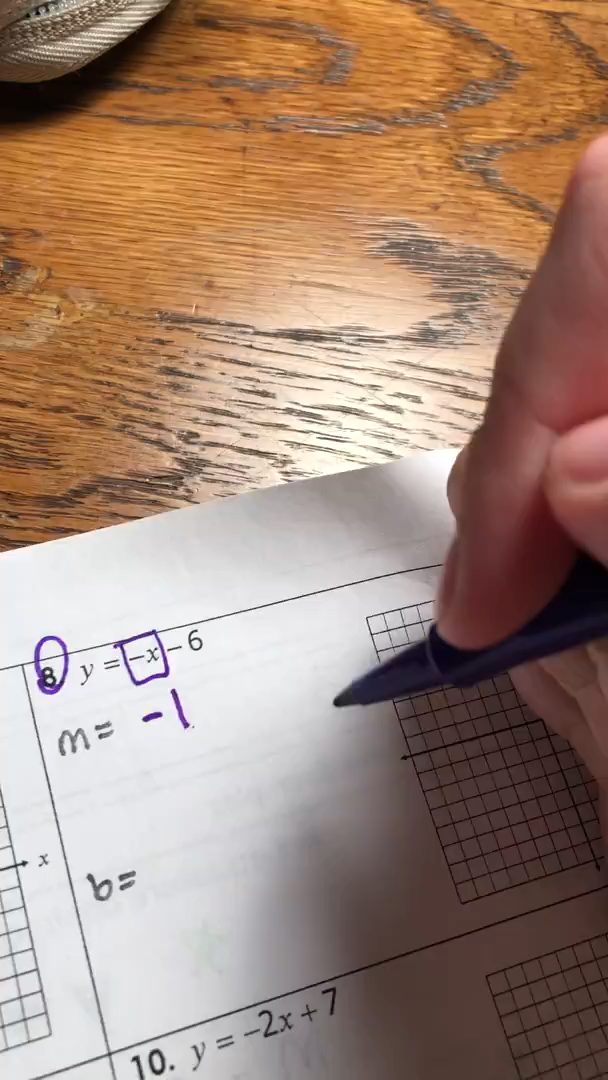 8. y = -x - 6
m = -1
x
b =
10. y = -2x + 7